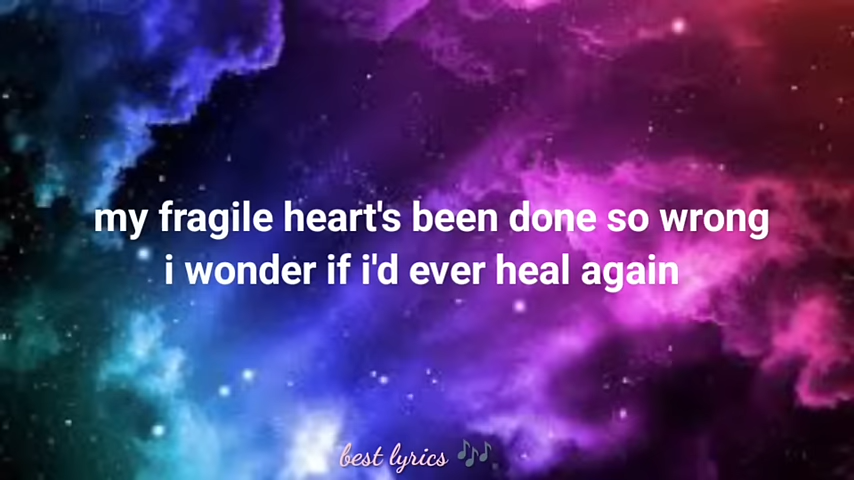 my fragile heart's been done so wrong
i wonder if i'd ever heal again
best lyrics 🎶